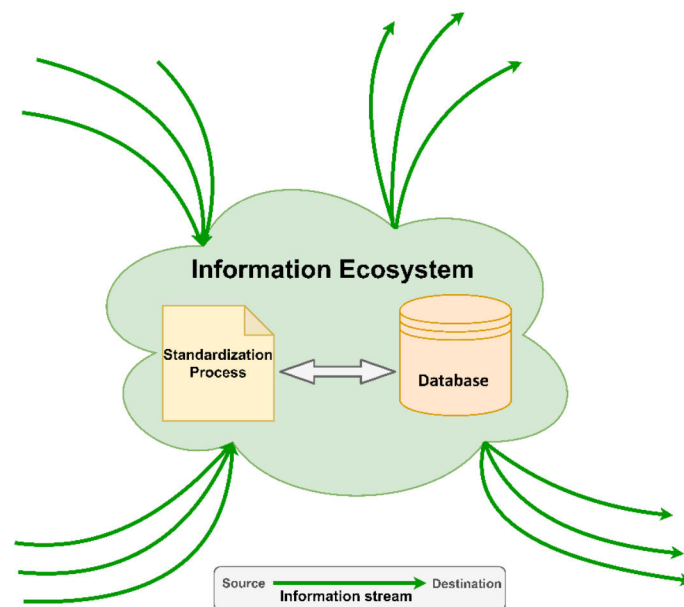 Information Ecosystem
Standardization
Process
Database
Source
Destination
Information stream